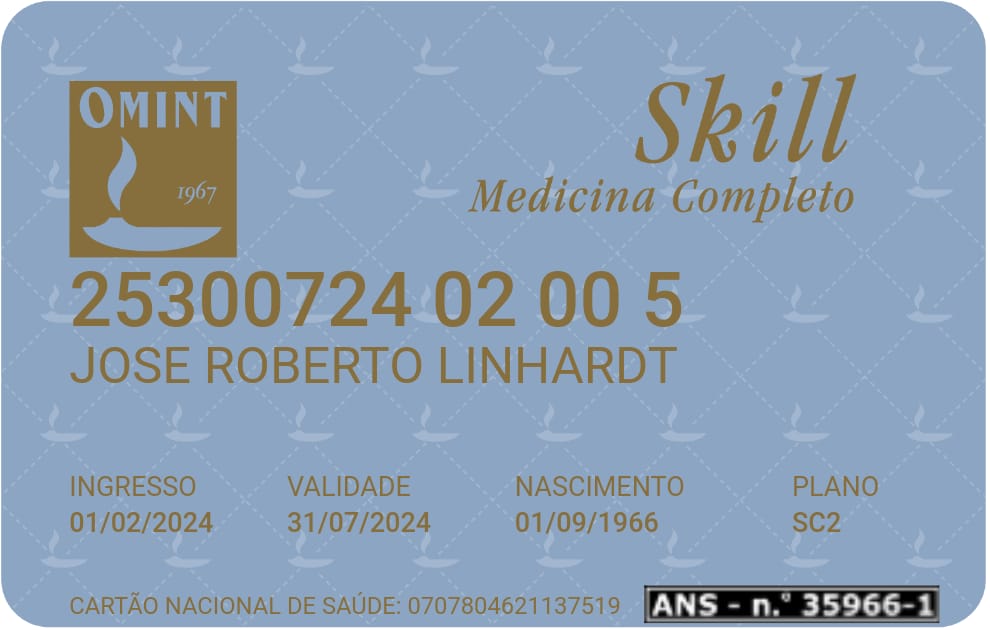 OMINT
1967
Skill
Medicina Completo
25300724 02 00 5
JOSE ROBERTO LINHARDT
INGRESSO VALIDADE NASCIMENTO PLANO
01/02/2024 31/07/2024 01/09/1966 SC2
CARTÃO NACIONAL DE SAÚDE: 0707804621137519
ANS - n.° 35966-1